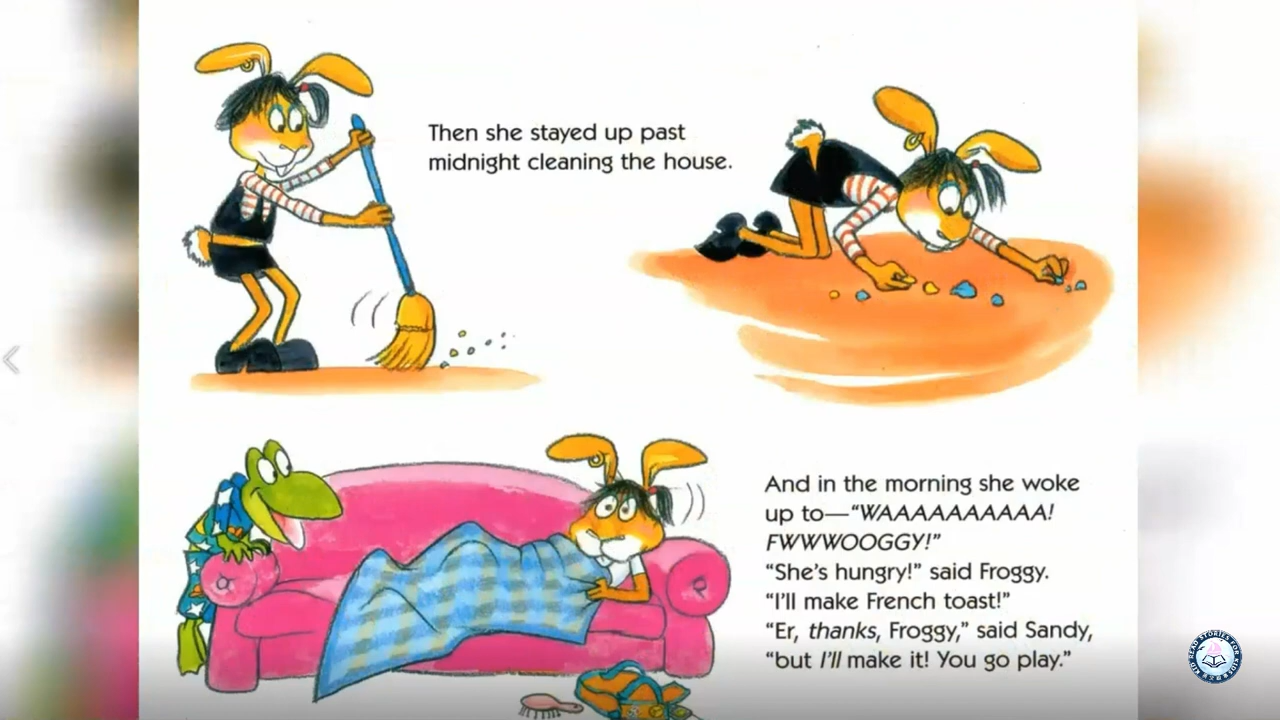 Then she stayed up past
midnight cleaning the house.
And in the morning she woke
up to—“WAAAAAAAAAA!
FWWWOOGGY!”
“She’s hungry!” said Froggy.
“I’ll make French toast!”
“Er, thanks, Froggy,” said Sandy,
“but I’ll make it! You go play.”